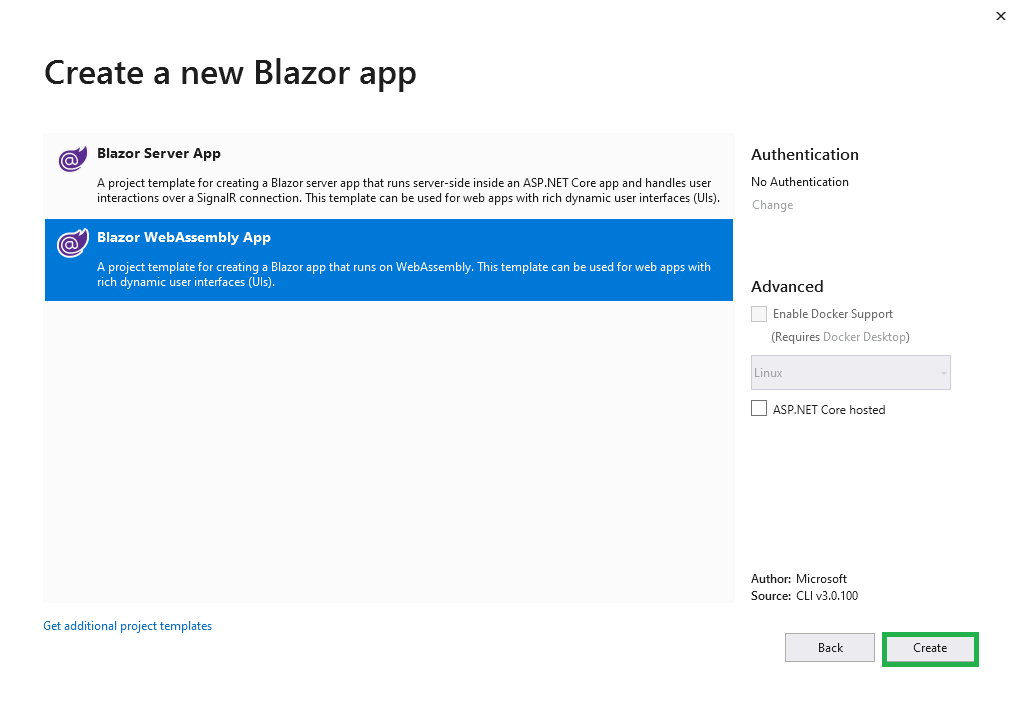 Create a new Blazor app
Blazor Server App
A project template for creating a Blazor server app that runs server-side inside an ASP.NET Core app and handles user
interactions over a SignalR connection. This template can be used for web apps with rich dynamic user interfaces (UIs).
Blazor WebAssembly App
A project template for creating a Blazor app that runs on WebAssembly. This template can be used for web apps with
rich dynamic user interfaces (UIs).
Get additional project templates
Authentication
No Authentication
Change
Advanced
Enable Docker Support
(Requires Docker Desktop)
Linux
ASP.NET Core hosted
Author: Microsoft
Source: CLI v3.0.100
Back
Create